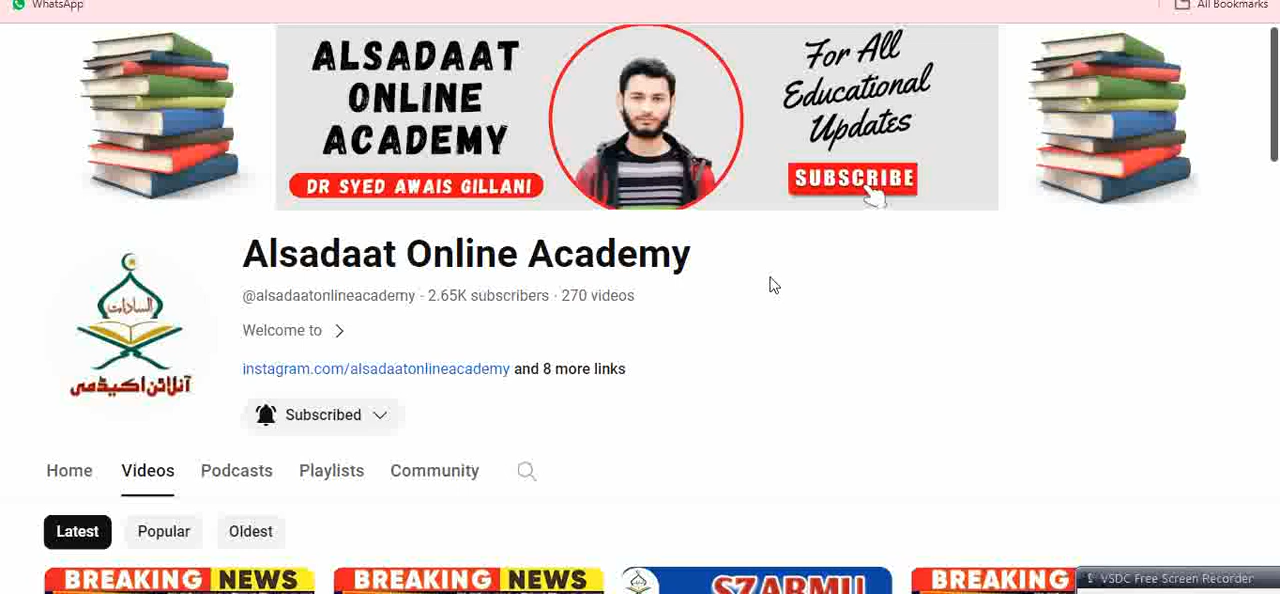 WhatsApp
All Bookmarks
ALSADAAT
ONLINE
ACADEMY
DR SYED AWAIS GILLANI
For All
Educational
Updates
SUBSCRIBE
السادات
آنلائن اکیڈمی
Alsadaat Online Academy
@alsadaatonlineacademy · 2.65K subscribers · 270 videos
Welcome to
instagram.com/alsadaatonlineacademy and 8 more links
Subscribed
Home Videos Podcasts Playlists Community
Latest Popular Oldest
BREAKING NEWS
BREAKING NEWS
SZABMU
BREAKING
VSDC Free Screen Recorder